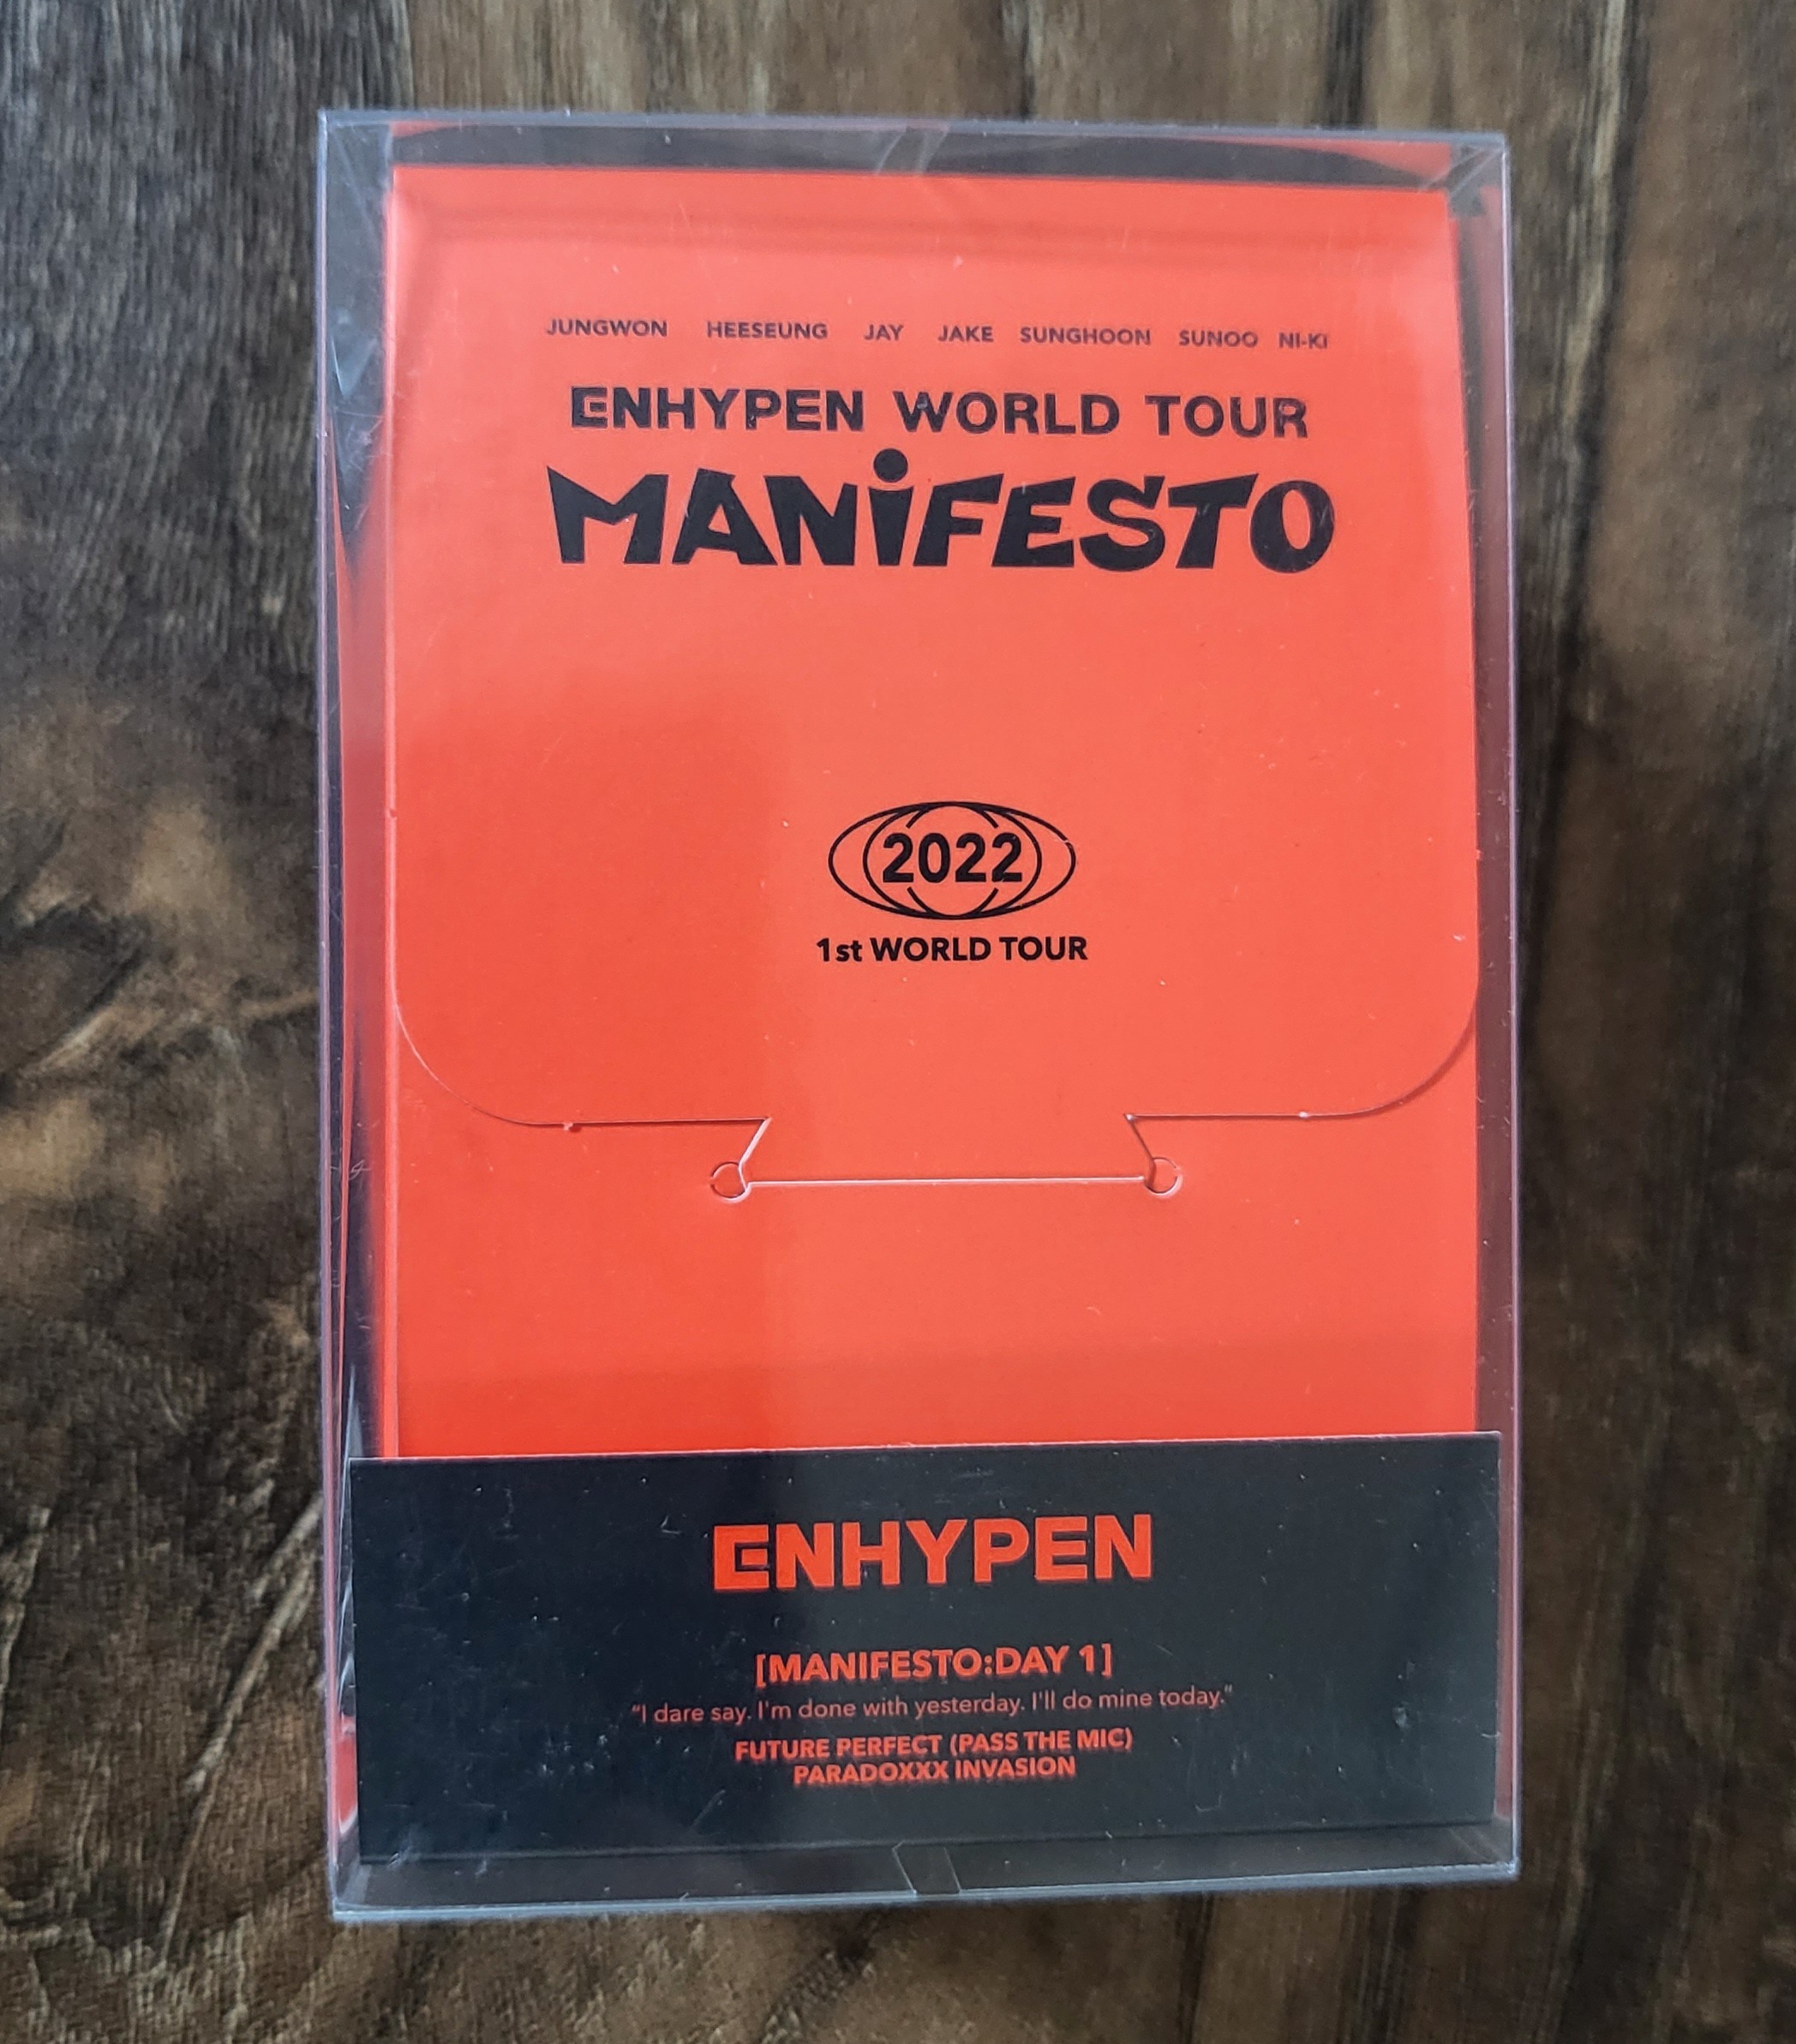 JUNGWON HEESEUNG JAY JAKE SUNGHOON SUNOO NI-KI
ENHYPEN WORLD TOUR
MANiFESTO
2022
1st WORLD TOUR
ENHYPEN
[MANIFESTO:DAY 1]
"I dare say. I'm done with yesterday. I'll do mine today."
FUTURE PERFECT (PASS THE MIC)
PARADOXXX INVASION